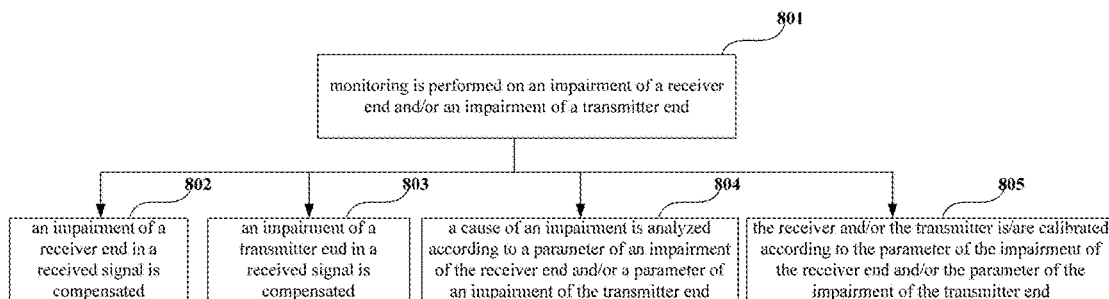 801
monitoring is performed on an impairment of a receiver
end and/or an impairment of a transmitter end
802
803
804
805
an impairment of a
receiver end in a
received signal is
compensated
an impairment of a
transmitter end in a
received signal is
compensated
a cause of an impairment is analyzed
according to a parameter of an impairment
of the receiver end and/or a parameter of
an impairment of the transmitter end
the receiver and/or the transmitter is/are calibrated
according to the parameter of the impairment of
the receiver end and/or the parameter of the
impairment of the transmitter end